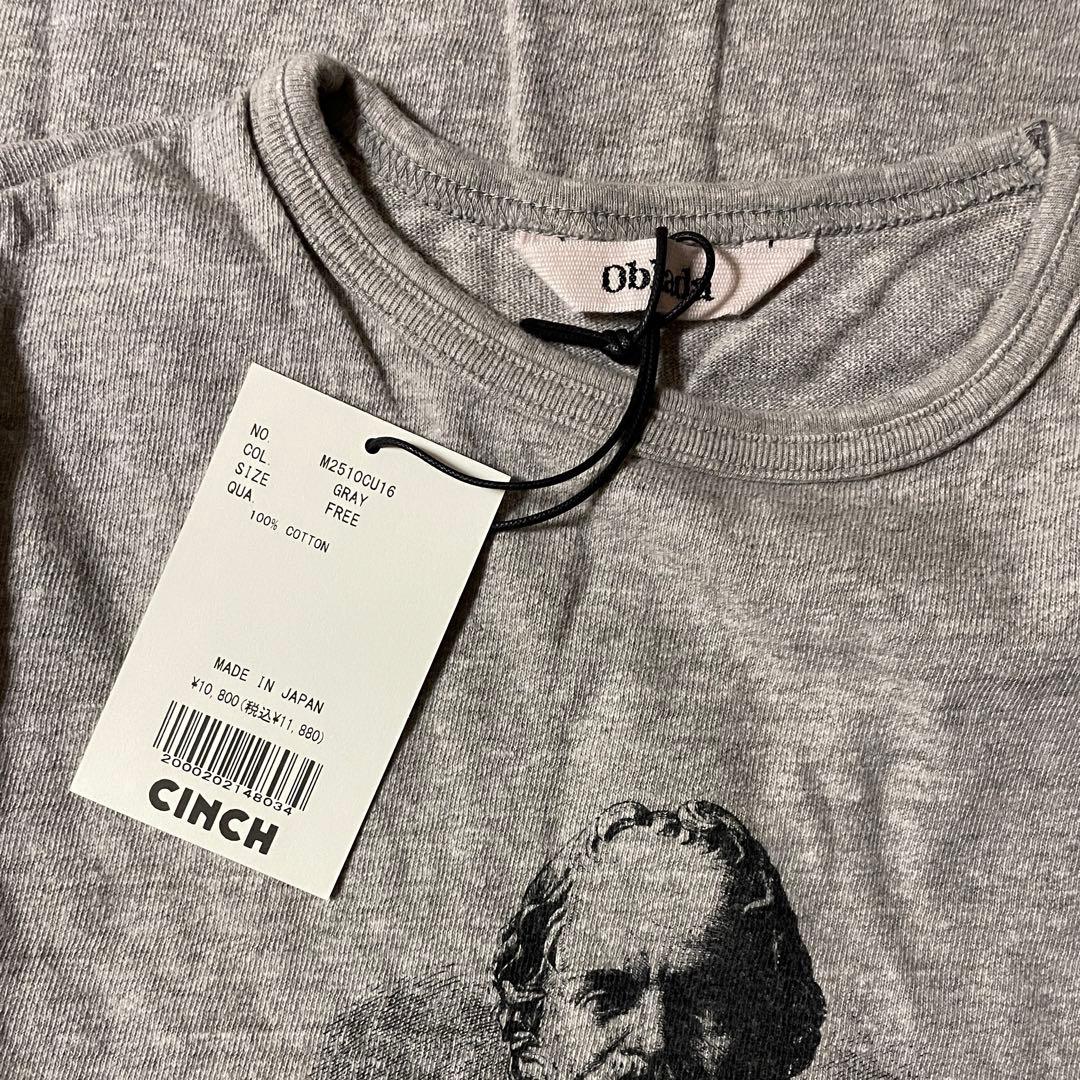 Oblada
NO. M2510CU16
COL. GRAY
SIZE FREE
QUA.
100% COTTON
MADE IN JAPAN
¥10,800(税込¥11,880)
2000202148034
CINCH